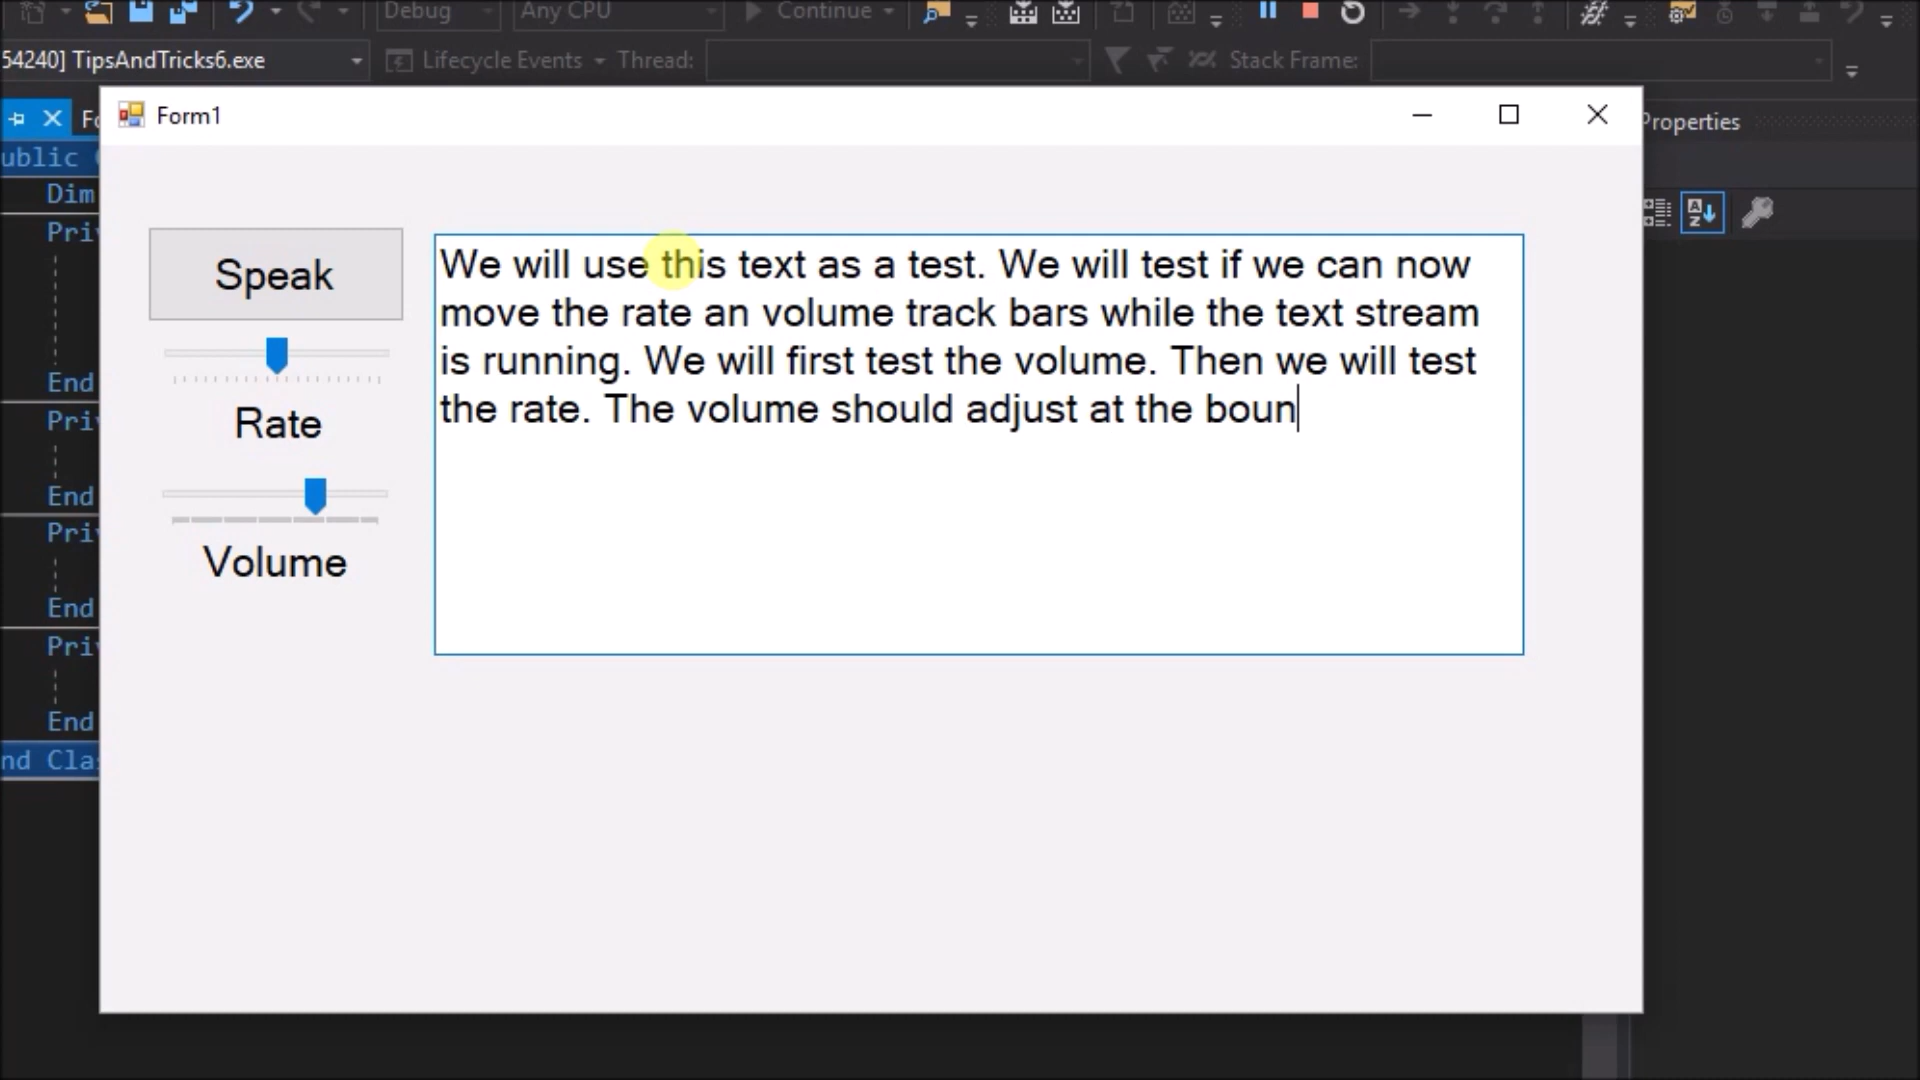 Debug Any CPU Continue
54240] TipsAndTricks6.exe Lifecycle Events Thread: Stack Frame:
Form1
Properties
ublic
Dim
Speak
We will use this text as a test. We will test if we can now
move the rate an volume track bars while the text stream
is running. We will first test the volume. Then we will test
the rate. The volume should adjust at the boun
Rate
Volume
Pri
End
Pri
End
Pri
End
Pri
End
nd Cla